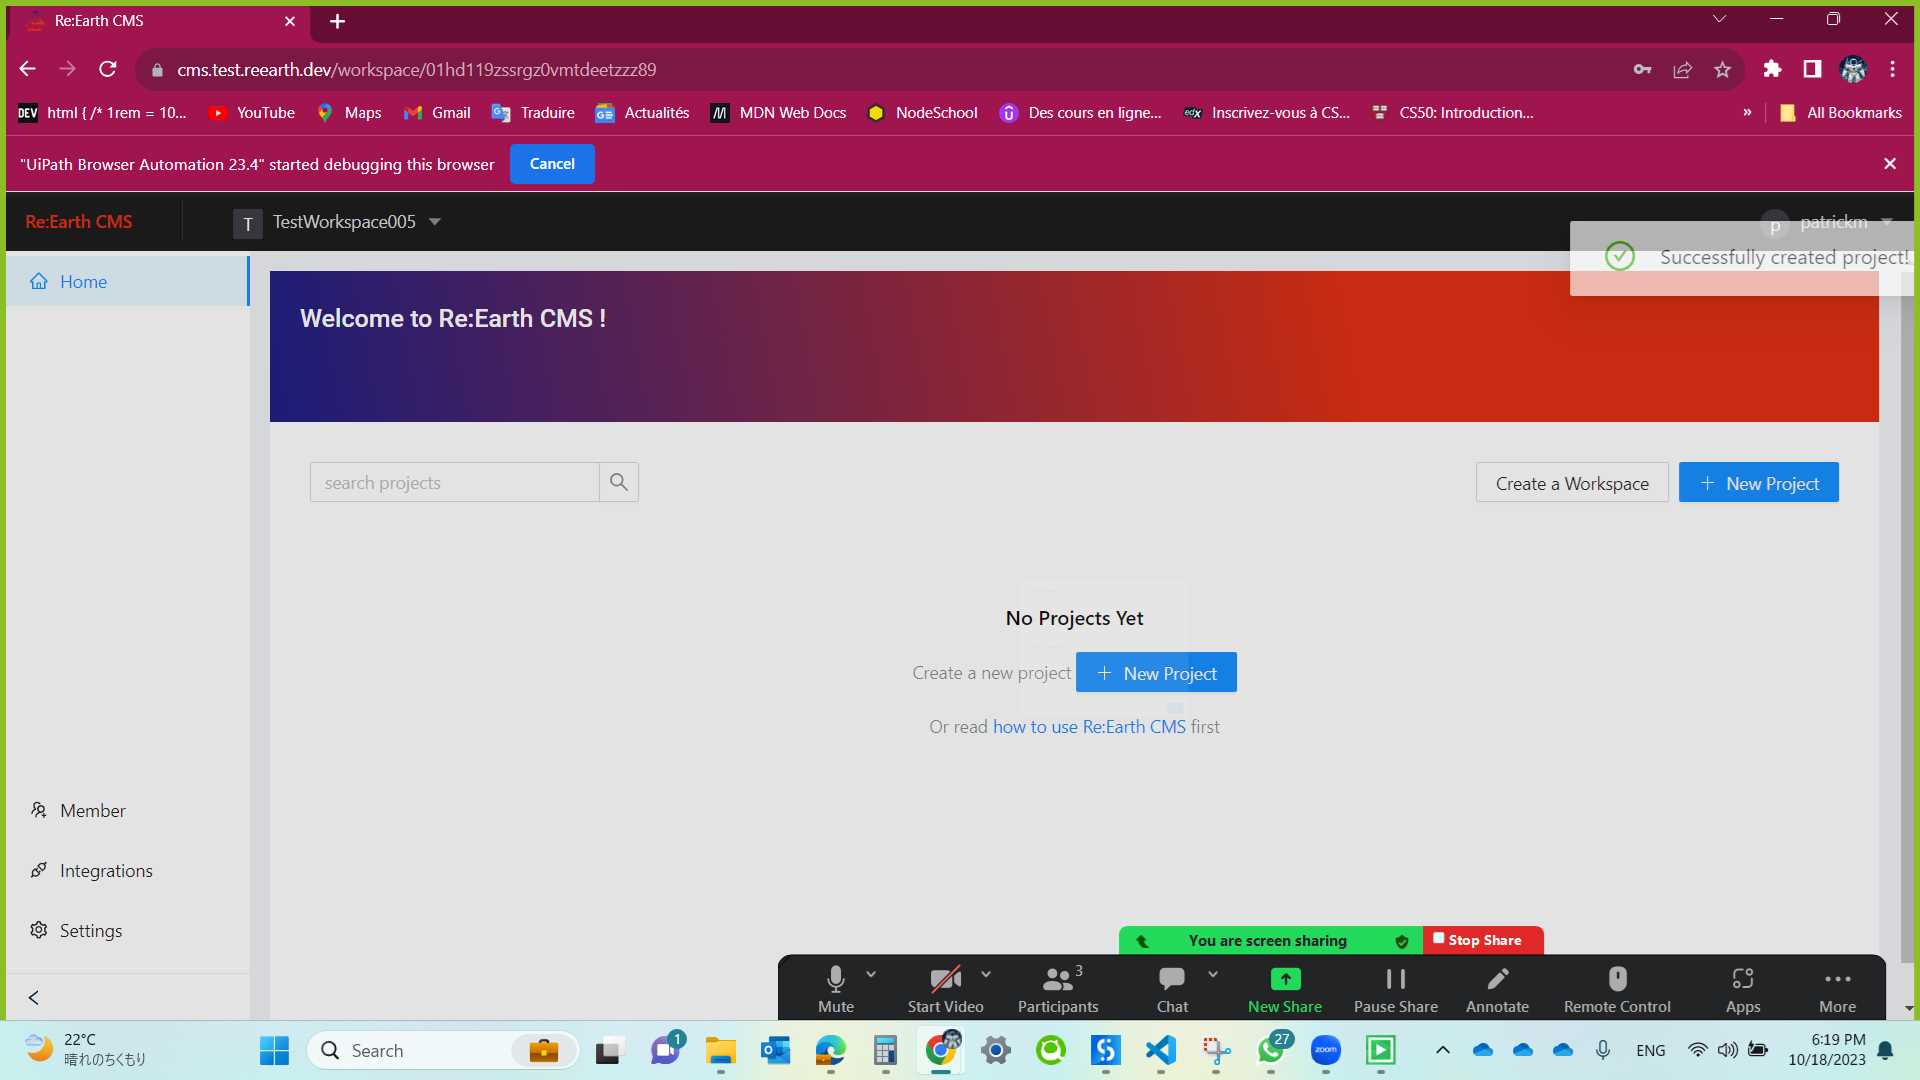 Re:Earth CMS
cms.test.reearth.dev/workspace/01hd119zssrgz0vmtdeetzzz89
DEV html { /* 1rem = 10... YouTube Maps Gmail Traduire Actualités MDN Web Docs NodeSchool Des cours en ligne... edX Inscrivez-vous à CS... CS50: Introduction... » All Bookmarks
"UiPath Browser Automation 23.4" started debugging this browser Cancel
Re:Earth CMS T TestWorkspace005 p patrickm
Successfully created project!
Home
Welcome to Re:Earth CMS !
search projects Create a Workspace + New Project
No Projects Yet
Create a new project + New Project
Or read how to use Re:Earth CMS first
Member
Integrations
Settings
You are screen sharing Stop Share
3
Mute Start Video Participants Chat New Share Pause Share Annotate Remote Control Apps More
22°C
晴れのちくもり
Search
1
27
zoom
ENG
6:19 PM
10/18/2023